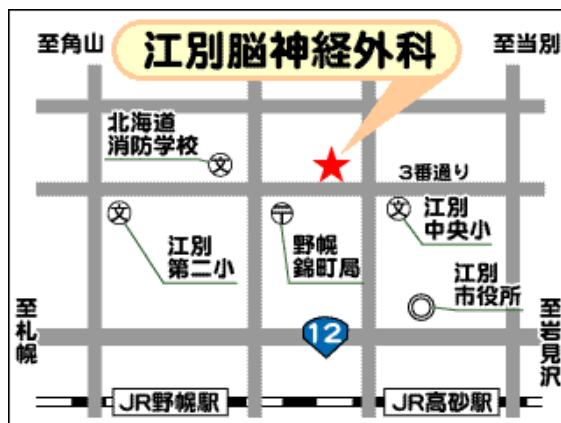 至角山
江別脳神経外科
至当別
北海道
消防学校
文
3番通り
文
江別
第二小
〒
野幌
錦町局
文
江別
中央小
江別
市役所
至札幌
12
至岩見沢
JR野幌駅
JR高砂駅